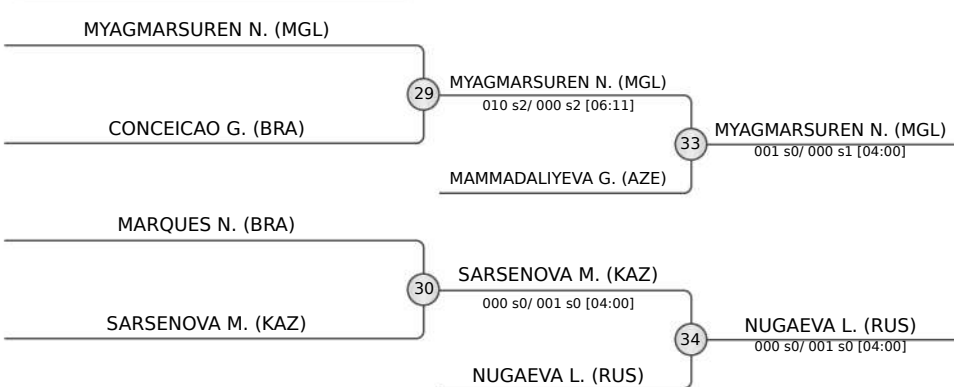 MYAGMARSUREN N. (MGL)
29
MYAGMARSUREN N. (MGL)
010 s2/ 000 s2 [06:11]
CONCEICAO G. (BRA)
33
MYAGMARSUREN N. (MGL)
001 s0/ 000 s1 [04:00]
MAMMADALIYEVA G. (AZE)
MARQUES N. (BRA)
30
SARSENOVA M. (KAZ)
000 s0/ 001 s0 [04:00]
SARSENOVA M. (KAZ)
34
NUGAEVA L. (RUS)
000 s0/ 001 s0 [04:00]
NUGAEVA L. (RUS)